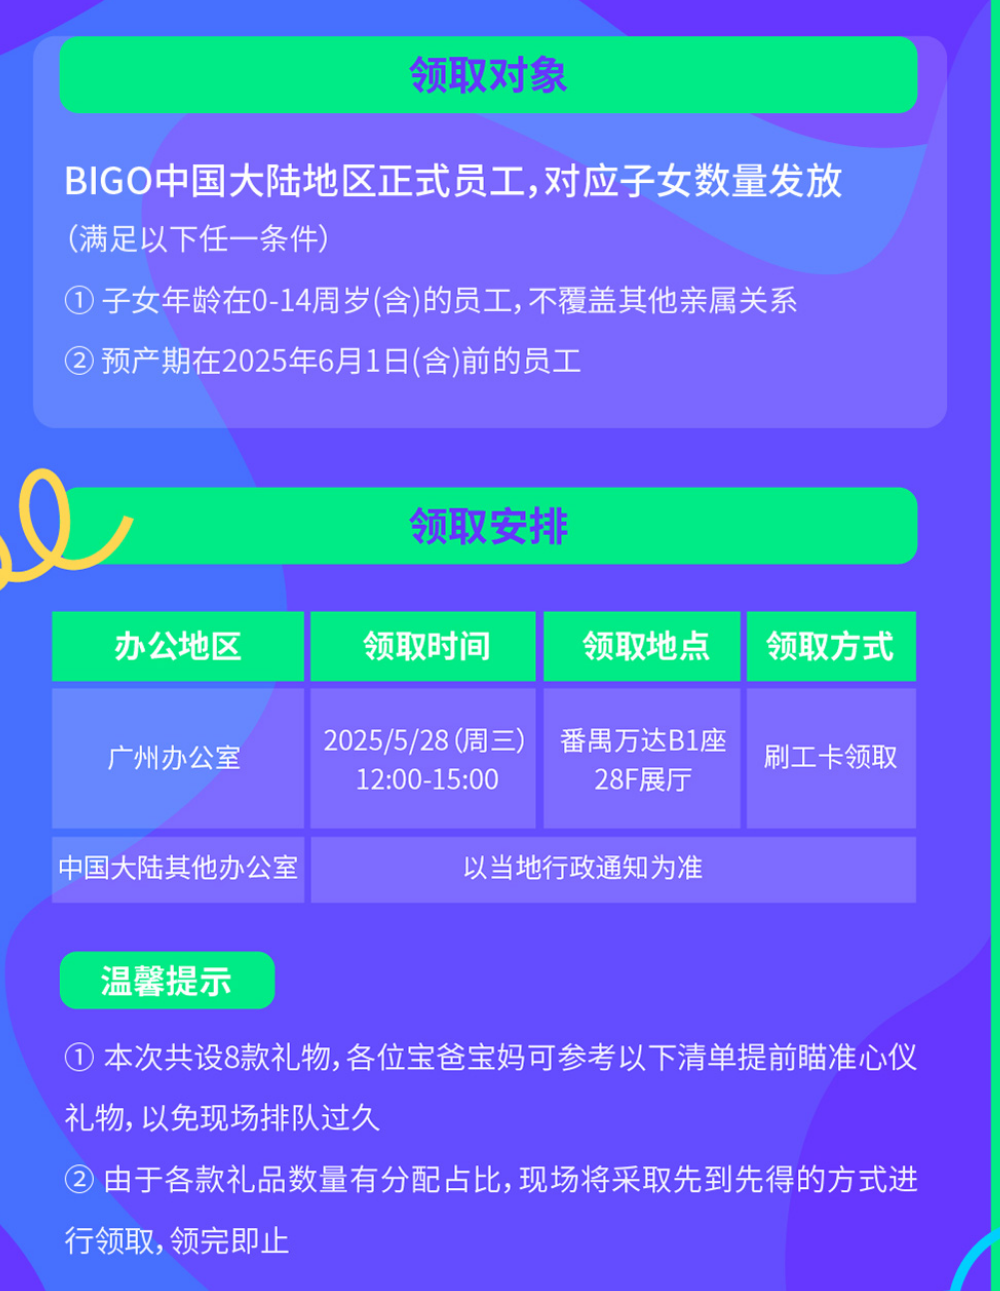 领取对象
BIGO中国大陆地区正式员工，对应子女数量发放
（满足以下任一条件）
① 子女年龄在0-14周岁(含)的员工，不覆盖其他亲属关系
② 预产期在2025年6月1日(含)前的员工
领取安排
办公地区 领取时间 领取地点 领取方式
广州办公室 2025/5/28（周三） 番禺万达B1座 刷工卡领取
12:00-15:00 28F展厅
中国大陆其他办公室 以当地行政通知为准
温馨提示
① 本次共设8款礼物，各位宝爸宝妈可参考以下清单提前瞄准心仪
礼物，以免现场排队过久
② 由于各款礼品数量有分配占比，现场将采取先到先得的方式进
行领取，领完即止